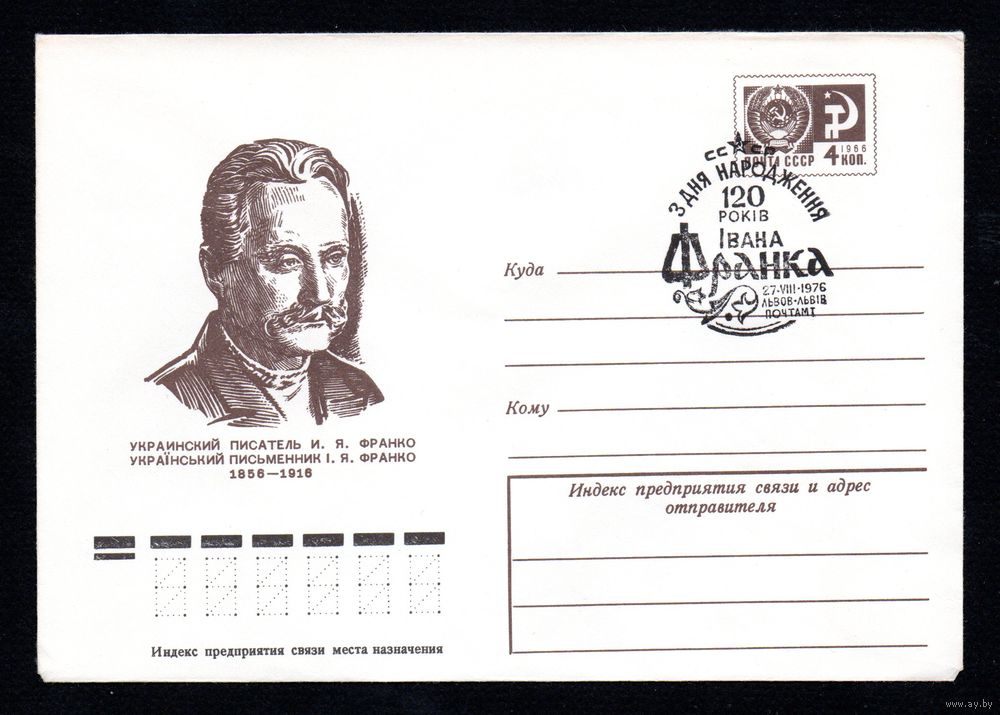 ПОЧТА СССР
1966
4 КОП.
СССР
З ДНЯ НАРОДЖЕННЯ
120
РОКІВ
ІВАНА
ФРАНКА
27·VIII·1976
ЛЬВОВ·ЛЬВІВ
ПОЧТАМТ
УКРАИНСКИЙ ПИСАТЕЛЬ И. Я. ФРАНКО
УКРАЇНСЬКИЙ ПИСЬМЕННИК І. Я. ФРАНКО
1856—1916
Куда
Кому
Индекс предприятия связи и адрес
отправителя
Индекс предприятия связи места назначения
www.ay.by